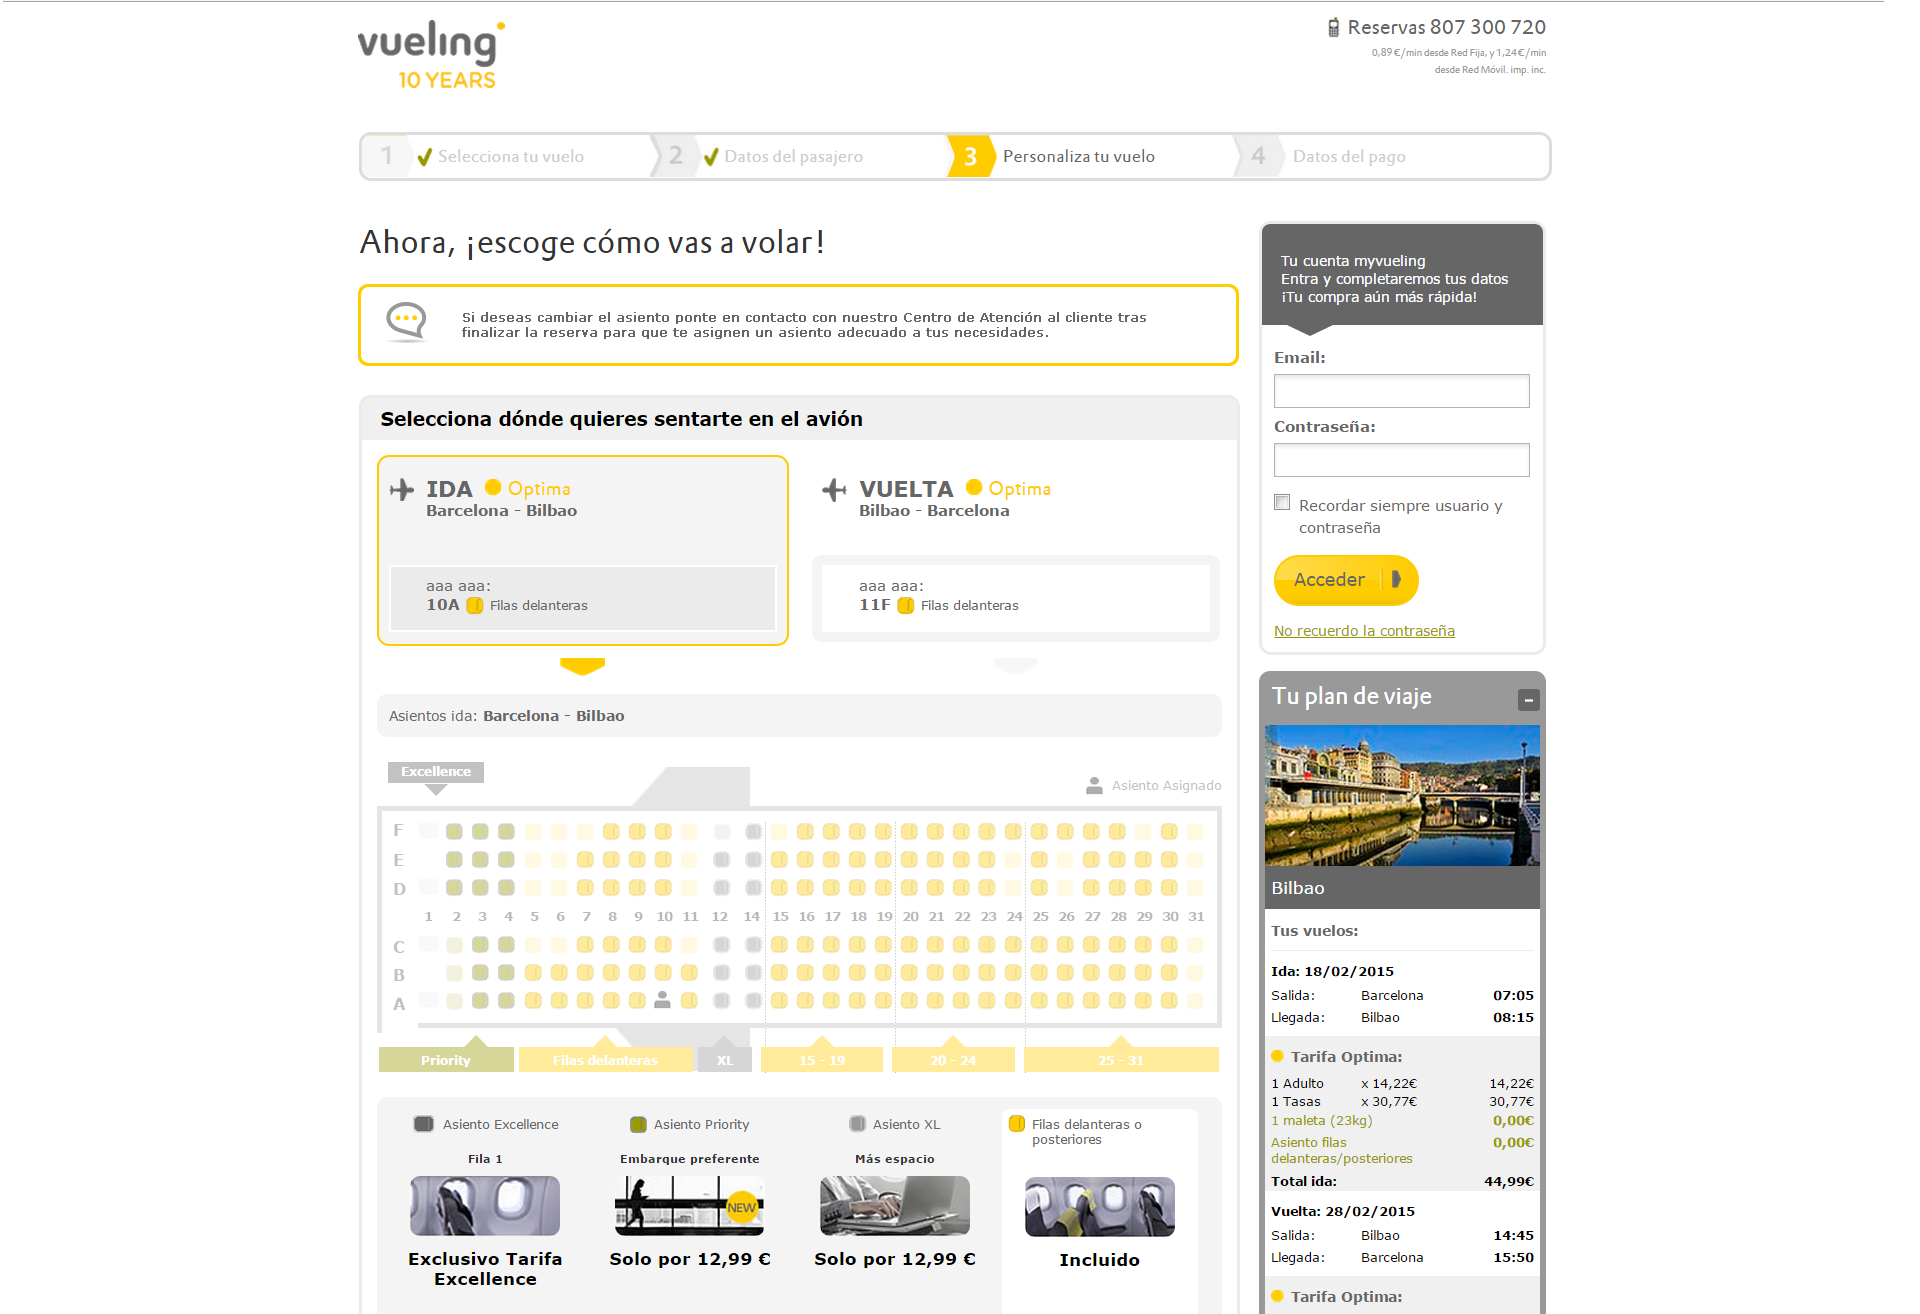 vueling
10 YEARS
Reservas 807 300 720
0,89 €/min desde Red Fija, y 1,24 €/min
desde Red Móvil. imp. inc.
1 Selecciona tu vuelo
2 Datos del pasajero
3 Personaliza tu vuelo
4 Datos del pago
Ahora, ¡escoge cómo vas a volar!
Si deseas cambiar el asiento ponte en contacto con nuestro Centro de Atención al cliente tras
finalizar la reserva para que te asignen un asiento adecuado a tus necesidades.
Selecciona dónde quieres sentarte en el avión
IDA Optima
Barcelona - Bilbao
aaa aaa:
10A Filas delanteras
VUELTA Optima
Bilbao - Barcelona
aaa aaa:
11F Filas delanteras
Asientos ida: Barcelona - Bilbao
Excellence
Asiento Asignado
F
E
D
1 2 3 4 5 6 7 8 9 10 11 12 14 15 16 17 18 19 20 21 22 23 24 25 26 27 28 29 30 31
C
B
A
Priority
Filas delanteras
XL
15 - 19
20 - 24
25 - 31
Asiento Excellence
Fila 1
Exclusivo Tarifa
Excellence
Asiento Priority
Embarque preferente
NEW
Solo por 12,99 €
Asiento XL
Más espacio
Solo por 12,99 €
Filas delanteras o
posteriores
Incluido
Tu cuenta myvueling
Entra y completaremos tus datos
¡Tu compra aún más rápida!
Email:
Contraseña:
Recordar siempre usuario y
contraseña
Acceder
No recuerdo la contraseña
Tu plan de viaje
Bilbao
Tus vuelos:
Ida: 18/02/2015
Salida: Barcelona 07:05
Llegada: Bilbao 08:15
Tarifa Optima:
1 Adulto x 14,22€ 14,22€
1 Tasas x 30,77€ 30,77€
1 maleta (23kg) 0,00€
Asiento filas 0,00€
delanteras/posteriores
Total ida: 44,99€
Vuelta: 28/02/2015
Salida: Bilbao 14:45
Llegada: Barcelona 15:50
Tarifa Optima: